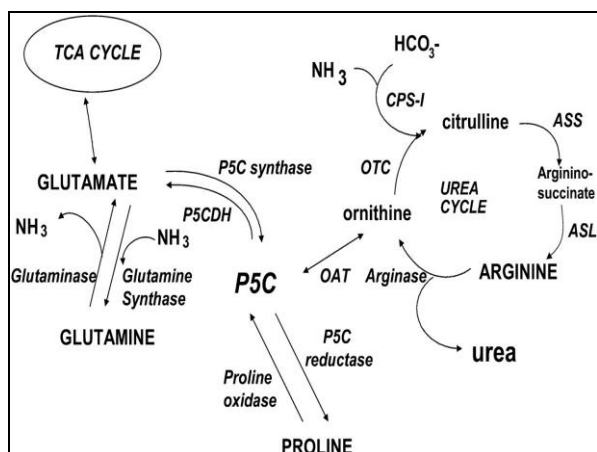 TCA CYCLE
HCO3-
NH3
CPS-I
citrulline
ASS
P5C synthase
OTC
Arginino-
succinate
GLUTAMATE
UREA
CYCLE
P5CDH
ornithine
NH3
NH3
ASL
Glutaminase
Glutamine
Synthase
P5C
OAT
Arginase
ARGININE
GLUTAMINE
P5C
reductase
urea
Proline
oxidase
PROLINE